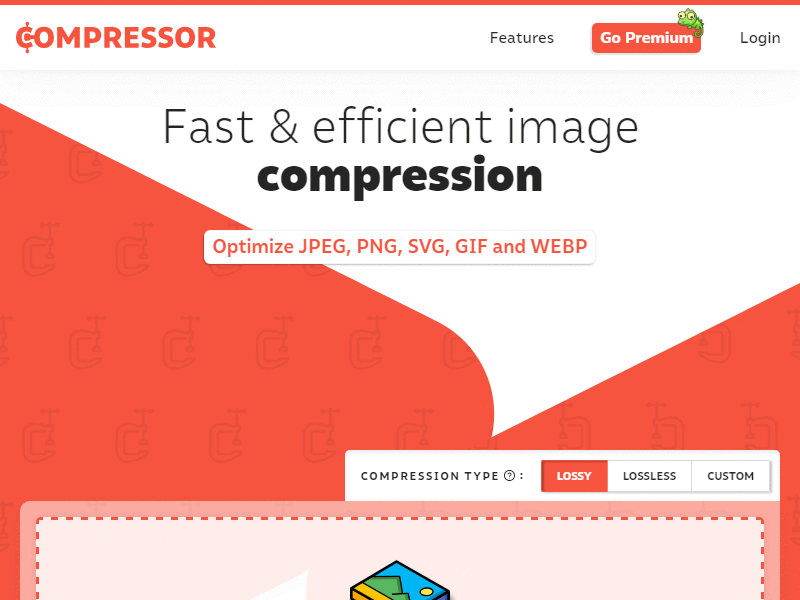 COMPRESSOR
Features
Go Premium
Login
Fast & efficient image
compression
Optimize JPEG, PNG, SVG, GIF and WEBP
COMPRESSION TYPE ? :
LOSSY
LOSSLESS
CUSTOM